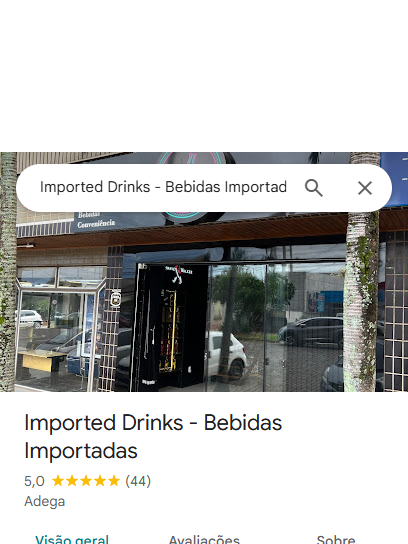 Imported Drinks - Bebidas Importad
Bebidas
Conveniência
Imported Drinks - Bebidas
Importadas
5,0 (44)
Adega
Visão geral Avaliações Sobre